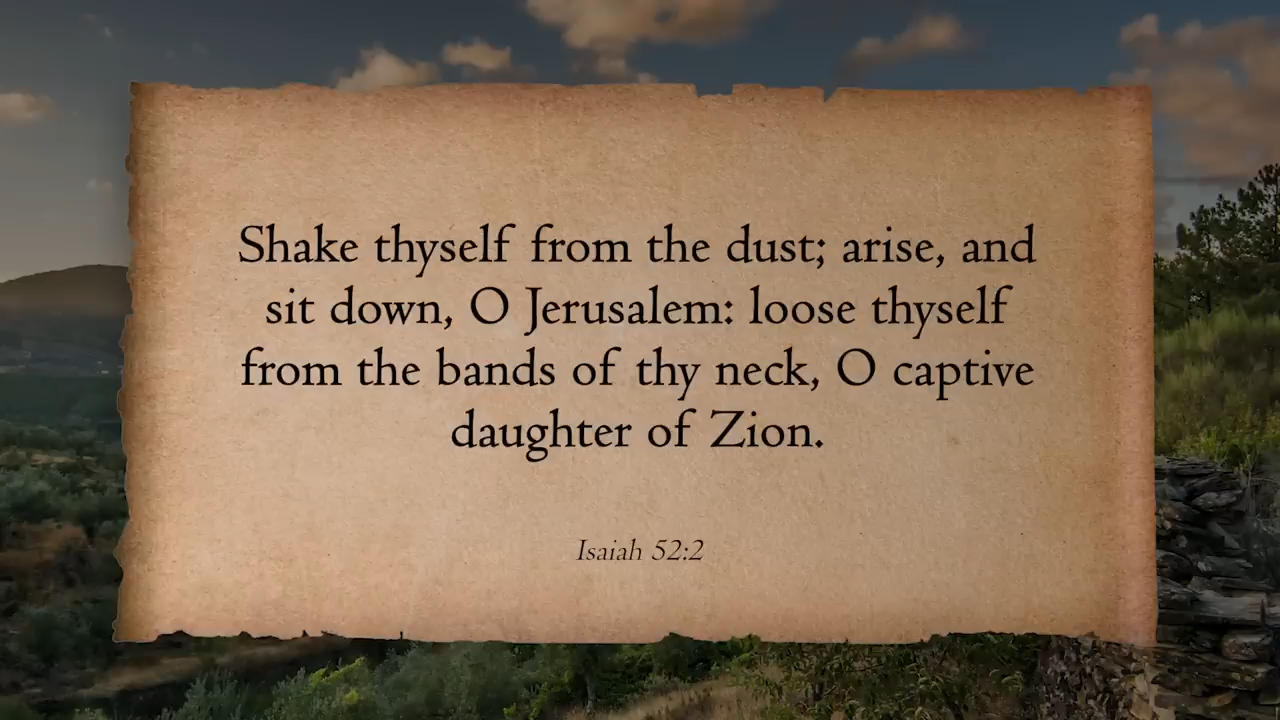 Shake thyself from the dust; arise, and
sit down, O Jerusalem: loose thyself
from the bands of thy neck, O captive
daughter of Zion.
Isaiah 52:2